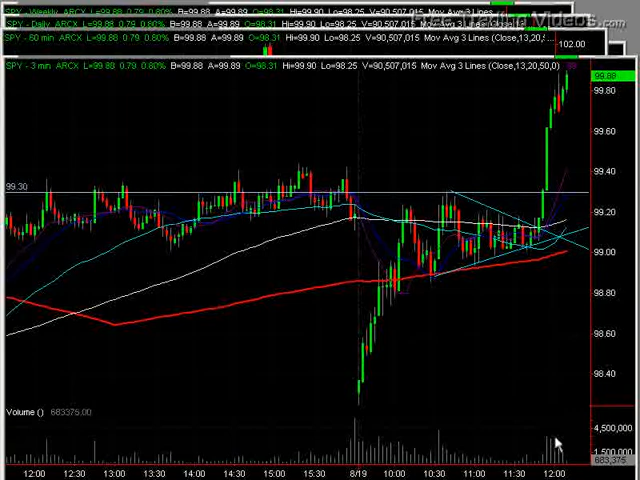 FreeTradingVideos.com
SPY - Weekly ARCX L=99.88 0.79 0.80% B=99.88 A=99.89 O=98.31 Hi=99.90 Lo=98.25 V=90,507,015 Mov Avg 3 Lines
SPY - Daily ARCX L=99.88 0.79 0.80% B=99.88 A=99.89 O=98.31 Hi=99.90 Lo=98.25 V=90,507,015 Mov Avg 3 Lines
SPY - 60 min ARCX L=99.88 0.79 0.80% B=99.88 A=99.89 O=98.31 Hi=99.90 Lo=98.25 V=90,507,015 Mov Avg 3 Lines (Close,13,20,5
102.00
SPY - 3 min ARCX L=99.88 0.79 0.80% B=99.88 A=99.89 O=98.31 Hi=99.90 Lo=98.25 V=90,507,015 Mov Avg 3 Lines (Close,13,20,50,0)
99.88
99.80
99.60
99.40
99.30
99.20
99.00
98.80
98.60
98.40
Volume () 683375.00
4,500,000
1,500,000
683,375
12:00 12:30 13:00 13:30 14:00 14:30 15:00 15:30 8/19 10:00 10:30 11:00 11:30 12:00